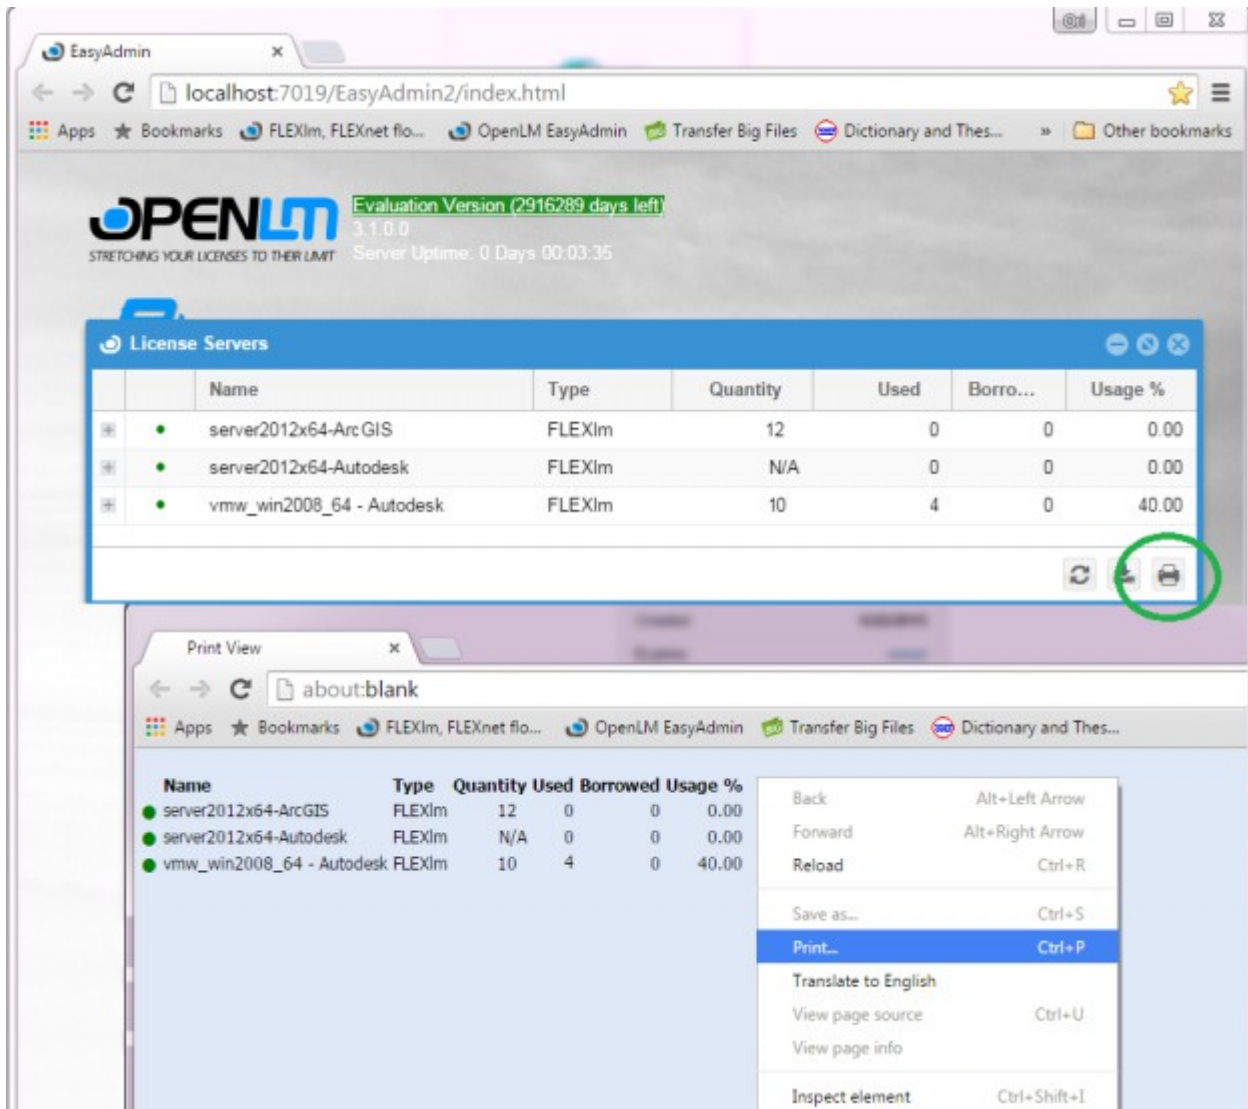 EasyAdmin
localhost:7019/EasyAdmin2/index.html
Apps Bookmarks FLEXlm, FLEXnet flo... OpenLM EasyAdmin Transfer Big Files Dictionary and Thes... » Other bookmarks
OPENLM
STRETCHING YOUR LICENSES TO THEIR LIMIT
Evaluation Version (2916289 days left)
3.1.0.0
Server Uptime: 0 Days 00:03:35
License Servers
Name Type Quantity Used Borro... Usage %
server2012x64-ArcGIS FLEXlm 12 0 0 0.00
server2012x64-Autodesk FLEXlm N/A 0 0 0.00
vmw_win2008_64 - Autodesk FLEXlm 10 4 0 40.00
Print View
about:blank
Apps Bookmarks FLEXlm, FLEXnet flo... OpenLM EasyAdmin Transfer Big Files Dictionary and Thes...
Name Type Quantity Used Borrowed Usage %
server2012x64-ArcGIS FLEXlm 12 0 0 0.00
server2012x64-Autodesk FLEXlm N/A 0 0 0.00
vmw_win2008_64 - Autodesk FLEXlm 10 4 0 40.00
Back Alt+Left Arrow
Forward Alt+Right Arrow
Reload Ctrl+R
Save as... Ctrl+S
Print... Ctrl+P
Translate to English
View page source Ctrl+U
View page info
Inspect element Ctrl+Shift+I